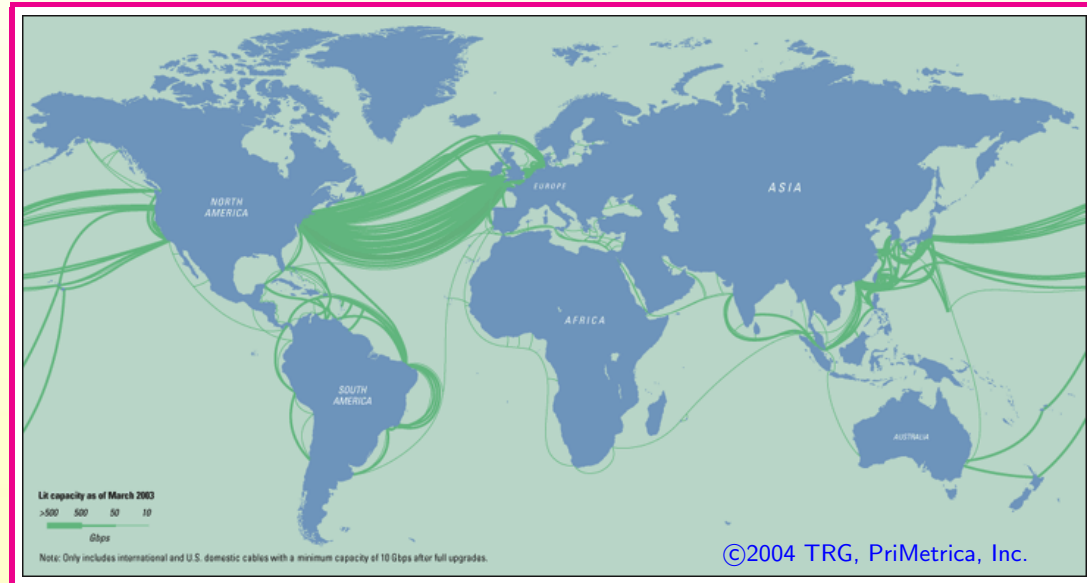 NORTH
AMERICA
EUROPE
ASIA
AFRICA
SOUTH
AMERICA
AUSTRALIA
Lit capacity as of March 2003
>500 500 50 10
Gbps
Note: Only includes international and U.S. domestic cables with a minimum capacity of 10 Gbps after full upgrades.
©2004 TRG, PriMetrica, Inc.